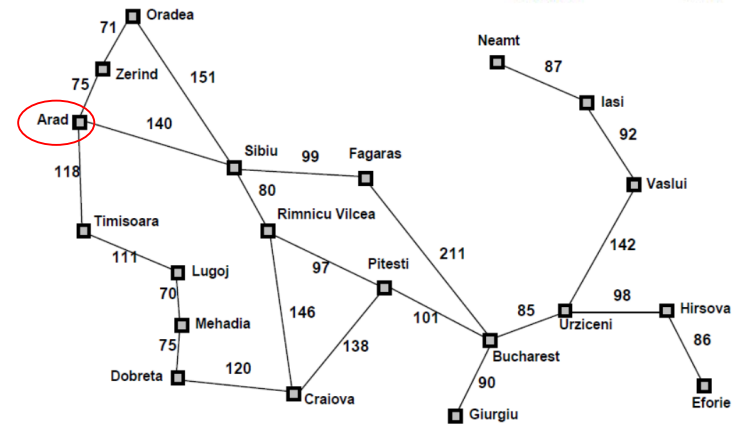 Oradea
71
Neamt
87
Zerind
75
151
Iasi
Arad
140
92
Sibiu
99
Fagaras
118
80
Vaslui
Timisoara
Rimnicu Vilcea
142
111
97
Pitesti
211
Lugoj
70
146
98
Hirsova
85
101
Urziceni
Mehadia
75
138
86
Bucharest
120
Dobreta
90
Craiova
Eforie
Giurgiu